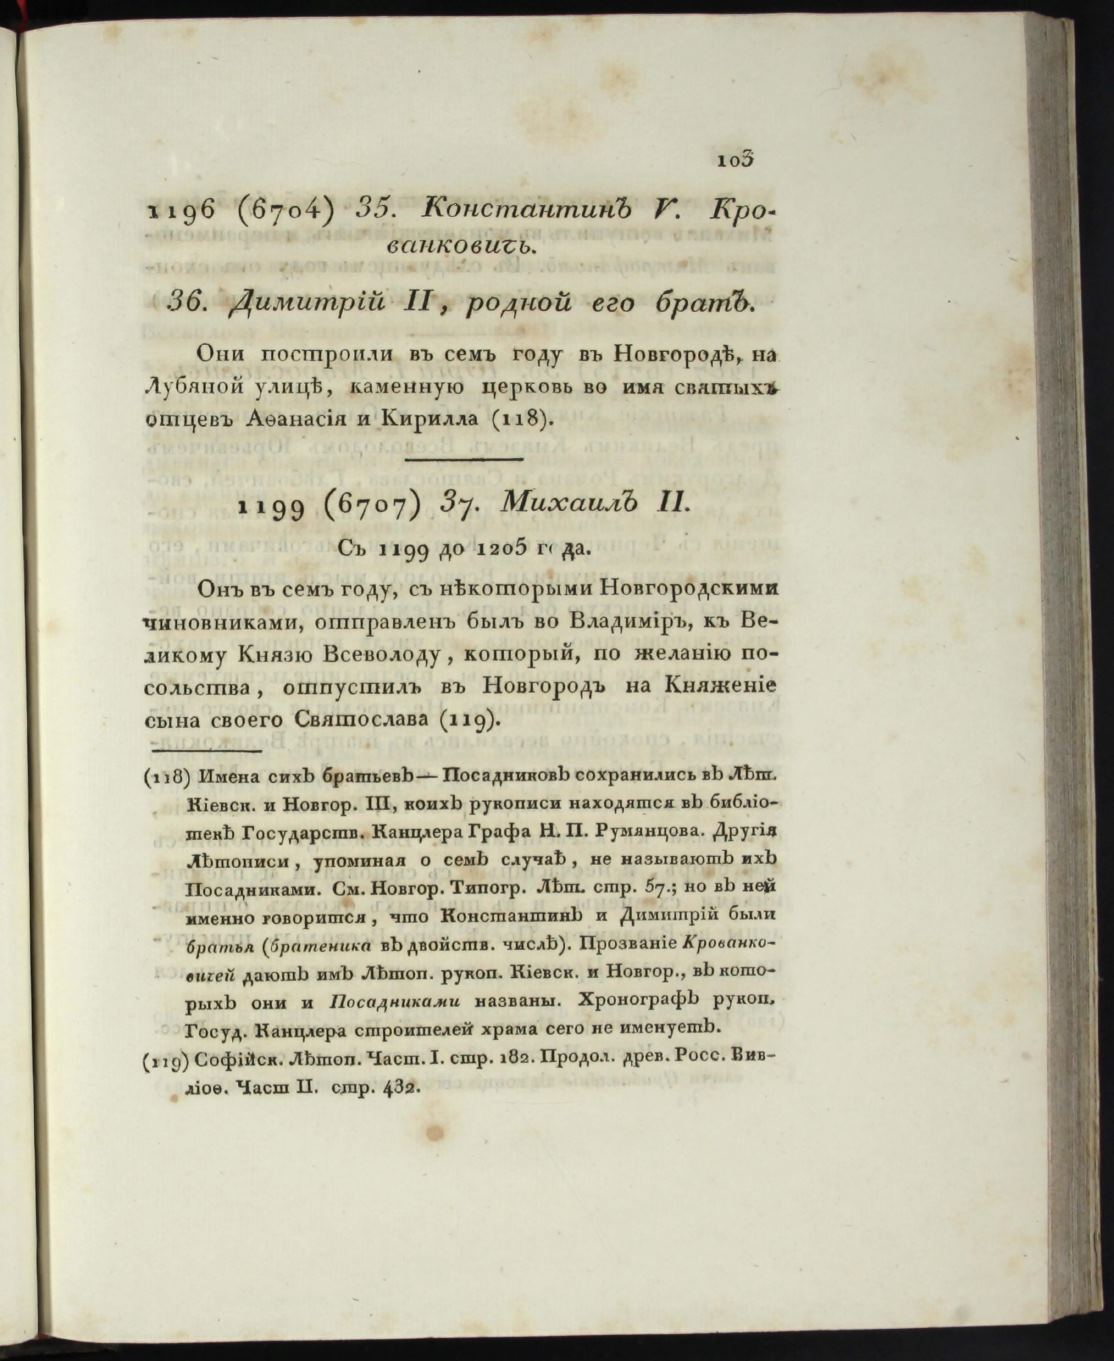 103
1196 (6704) 35. Константинъ V. Кро-
ванковичь.
36. Димитрій II, родной его братъ.
Они построили въ семъ году въ Новгородѣ, на
Лубяной улицѣ, каменную церковь во имя святыхъ
отцевъ Аѳанасія и Кирилла (118).
1199 (6707) 37. Михаилъ II.
Съ 1199 до 1205 года.
Онъ въ семъ году, съ нѣкоторыми Новгородскими
чиновниками, отправленъ былъ во Владиміръ, къ Ве-
ликому Князю Всеволоду, который, по желанію по-
сольства, отпустилъ въ Новгородъ на Княженіе
сына своего Святослава (119).
(118) Имена сихъ братьевъ — Посадниковъ сохранились въ Лѣт.
Кіевск. и Новгор. III, коихъ рукописи находятся въ библіо-
текѣ Государств. Канцлера Графа Н. П. Румянцова. Другія
Лѣтописи, упоминая о семъ случаѣ, не называютъ ихъ
Посадниками. См. Новгор. Типогр. Лѣт. стр. 57.; но въ ней
именно говорится, что Константинъ и Димитрій были
братья (братеника въ двойств. числѣ). Прозваніе Крованко-
вичей даютъ имъ Лѣтоп. рукоп. Кіевск. и Новгор., въ кото-
рыхъ они и Посадниками названы. Хронографъ рукоп.
Госуд. Канцлера строителей храма сего не именуетъ.
(119) Софійск. Лѣтоп. Част. I. стр. 182. Продол. древ. Росс. Вив-
ліоѳ. Част II. стр. 432.